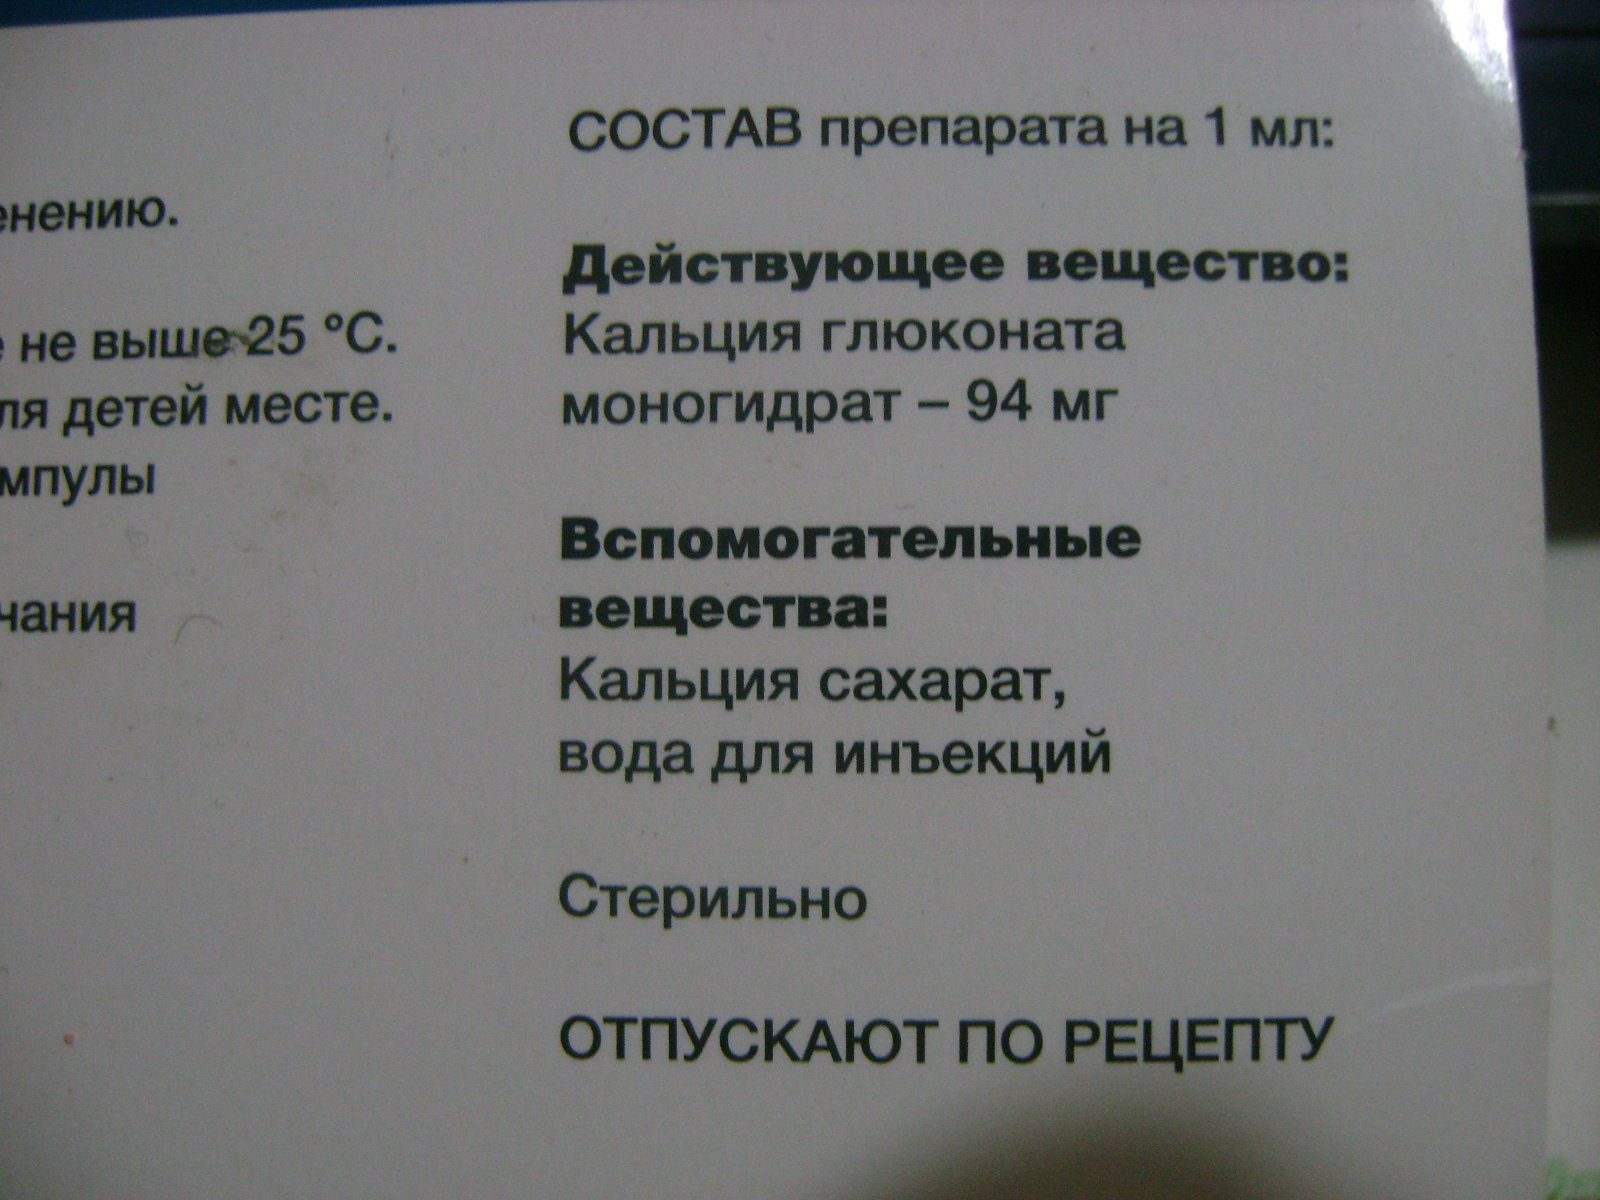 енению.
не выше 25 °С.
ля детей месте.
мпулы
чания
СОСТАВ препарата на 1 мл:
Действующее вещество:
Кальция глюконата
моногидрат – 94 мг
Вспомогательные
вещества:
Кальция сахарат,
вода для инъекций
Стерильно
ОТПУСКАЮТ ПО РЕЦЕПТУ